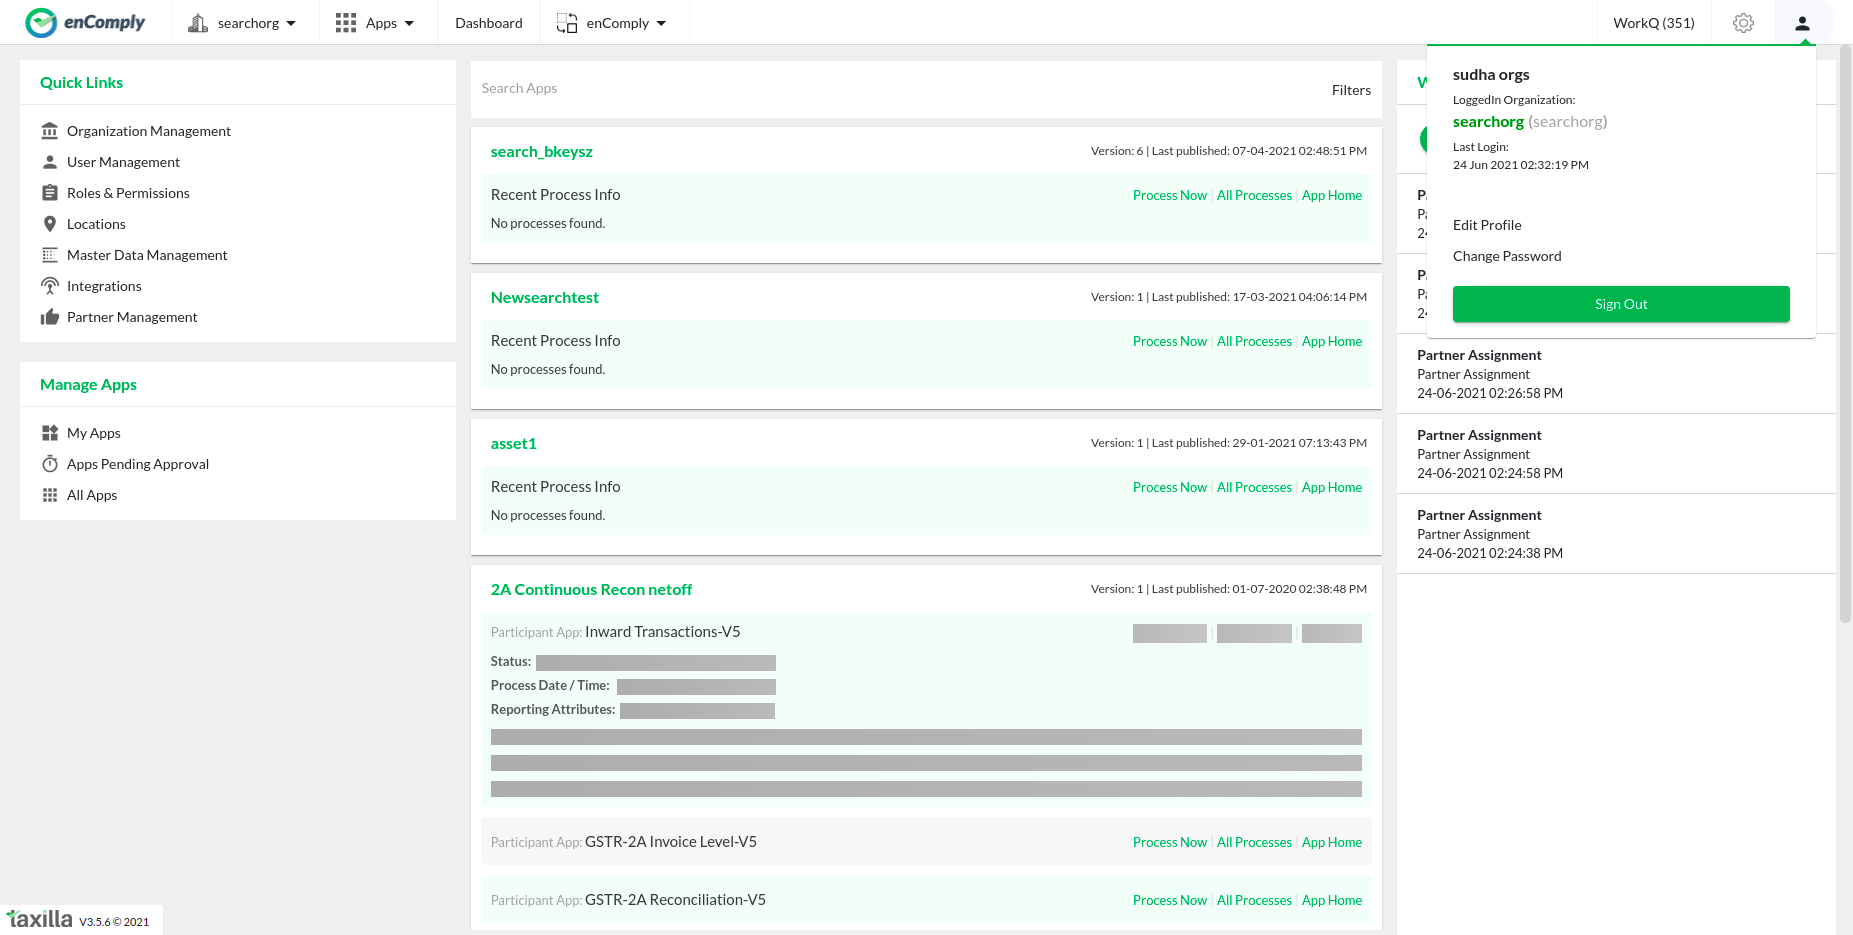 enComply
searchorg
Apps
Dashboard
enComply
WorkQ (351)
Quick Links
Organization Management
User Management
Roles & Permissions
Locations
Master Data Management
Integrations
Partner Management
Manage Apps
My Apps
Apps Pending Approval
All Apps
Search Apps
Filters
search_bkeysz
Version: 6 | Last published: 07-04-2021 02:48:51 PM
Recent Process Info
Process Now | All Processes | App Home
No processes found.
Newsearchtest
Version: 1 | Last published: 17-03-2021 04:06:14 PM
Recent Process Info
Process Now | All Processes | App Home
No processes found.
asset1
Version: 1 | Last published: 29-01-2021 07:13:43 PM
Recent Process Info
Process Now | All Processes | App Home
No processes found.
2A Continuous Recon netoff
Version: 1 | Last published: 01-07-2020 02:38:48 PM
Participant App: Inward Transactions-V5
Status:
Process Date / Time:
Reporting Attributes:
Participant App: GSTR-2A Invoice Level-V5
Process Now | All Processes | App Home
Participant App: GSTR-2A Reconciliation-V5
Process Now | All Processes | App Home
sudha orgs
LoggedIn Organization:
searchorg (searchorg)
Last Login:
24 Jun 2021 02:32:19 PM
Edit Profile
Change Password
Sign Out
Partner Assignment
Partner Assignment
24-06-2021 02:26:58 PM
Partner Assignment
Partner Assignment
24-06-2021 02:24:58 PM
Partner Assignment
Partner Assignment
24-06-2021 02:24:38 PM
taxilla V3.5.6 © 2021